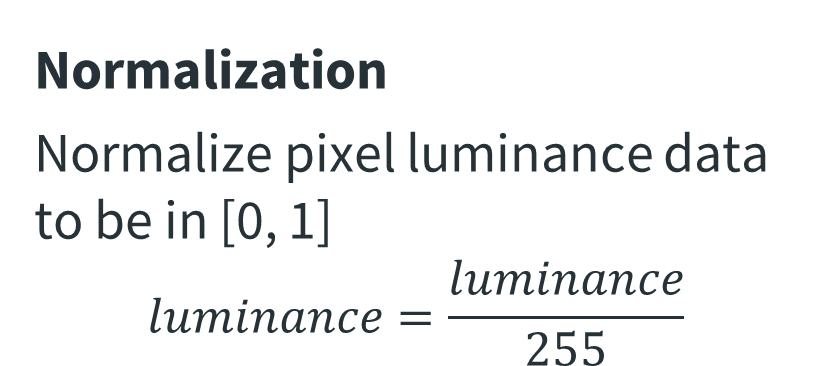 Normalization
Normalize pixel luminance data
to be in [0, 1]
luminance = luminance / 255